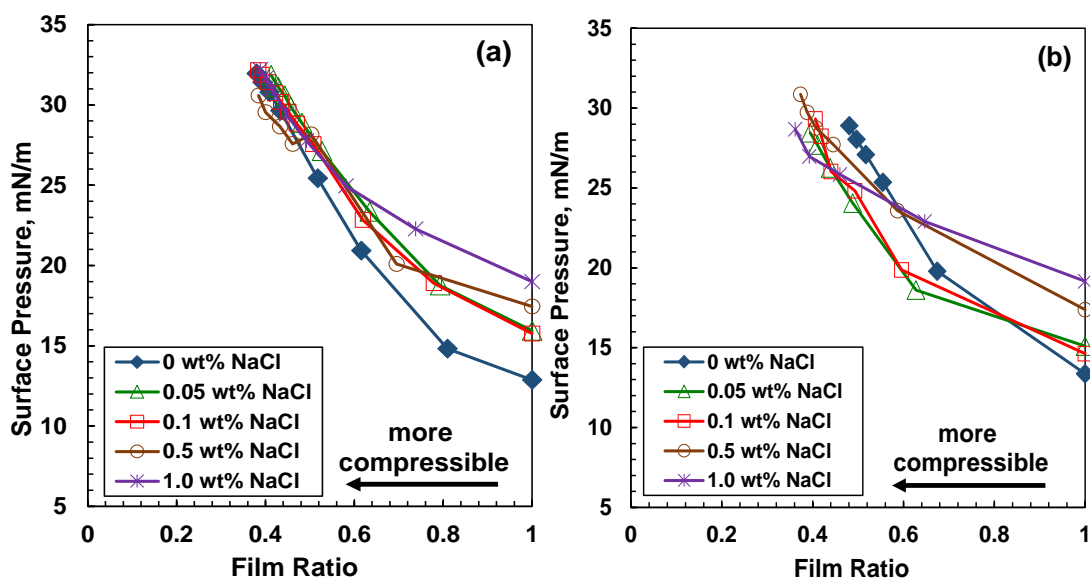 (a)
Surface Pressure, mN/m
35
30
25
20
15
10
5
0 wt% NaCl
0.05 wt% NaCl
0.1 wt% NaCl
0.5 wt% NaCl
1.0 wt% NaCl
more
compressible
0 0.2 0.4 0.6 0.8 1
Film Ratio
(b)
Surface Pressure, mN/m
35
30
25
20
15
10
5
0 wt% NaCl
0.05 wt% NaCl
0.1 wt% NaCl
0.5 wt% NaCl
1.0 wt% NaCl
more
compressible
0 0.2 0.4 0.6 0.8 1
Film Ratio